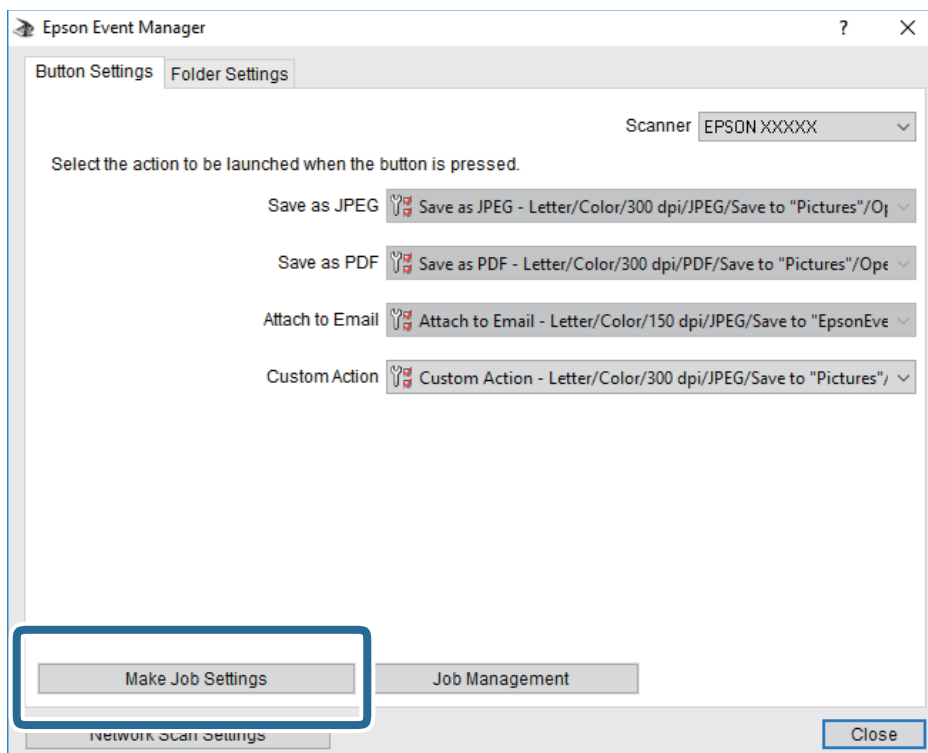 Epson Event Manager
Button Settings Folder Settings
Scanner EPSON XXXXX
Select the action to be launched when the button is pressed.
Save as JPEG Save as JPEG - Letter/Color/300 dpi/JPEG/Save to "Pictures"/Op
Save as PDF Save as PDF - Letter/Color/300 dpi/PDF/Save to "Pictures"/Ope
Attach to Email Attach to Email - Letter/Color/150 dpi/JPEG/Save to "EpsonEve
Custom Action Custom Action - Letter/Color/300 dpi/JPEG/Save to "Pictures"/
Make Job Settings Job Management
Network Scan Settings Close